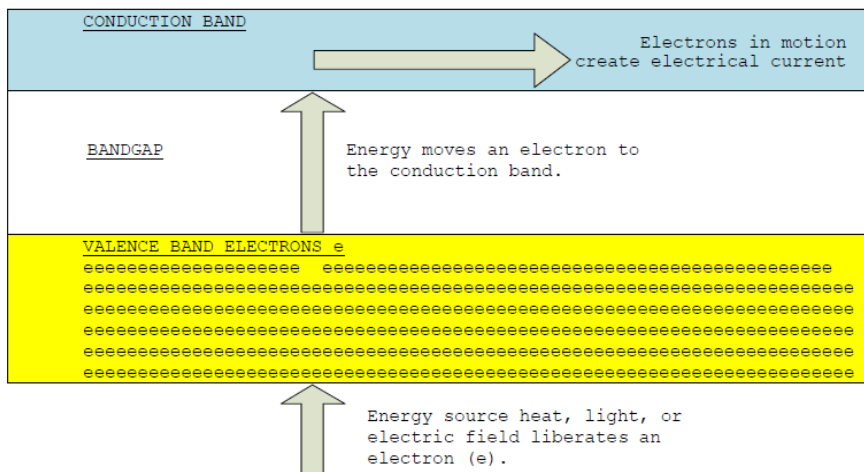 CONDUCTION BAND
Electrons in motion
create electrical current
BANDGAP
Energy moves an electron to
the conduction band.
VALENCE BAND ELECTRONS e
eeeeeeeeeeeeeeeeeeee  eeeeeeeeeeeeeeeeeeeeeeeeeeeeeeeeeeeeeeeeeeeeeee
eeeeeeeeeeeeeeeeeeeeeeeeeeeeeeeeeeeeeeeeeeeeeeeeeeeeeeeeeeeeeeeeeeeeeee
eeeeeeeeeeeeeeeeeeeeeeeeeeeeeeeeeeeeeeeeeeeeeeeeeeeeeeeeeeeeeeeeeeeeeee
eeeeeeeeeeeeeeeeeeeeeeeeeeeeeeeeeeeeeeeeeeeeeeeeeeeeeeeeeeeeeeeeeeeeeee
eeeeeeeeeeeeeeeeeeeeeeeeeeeeeeeeeeeeeeeeeeeeeeeeeeeeeeeeeeeeeeeeeeeeeee
eeeeeeeeeeeeeeeeeeeeeeeeeeeeeeeeeeeeeeeeeeeeeeeeeeeeeeeeeeeeeeeeeeeeeee
Energy source heat, light, or
electric field liberates an
electron (e).